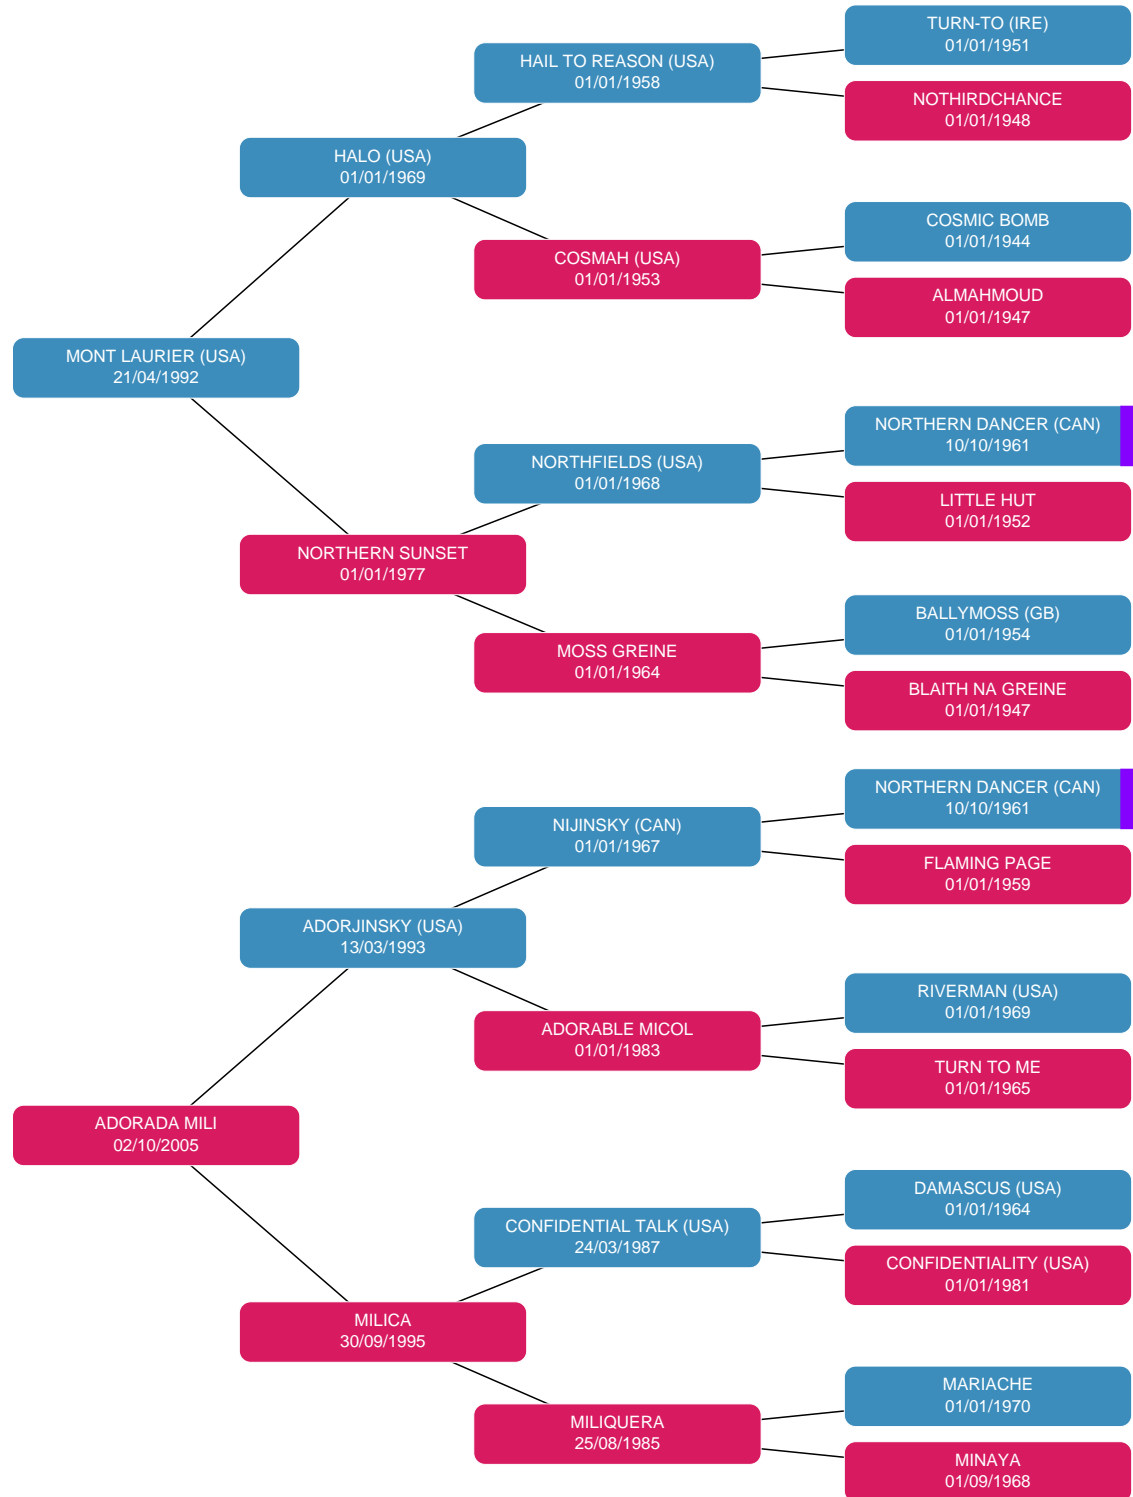 TURN-TO (IRE)
01/01/1951
HAIL TO REASON (USA)
01/01/1958
NOTHIRDCHANCE
01/01/1948
HALO (USA)
01/01/1969
COSMIC BOMB
01/01/1944
COSMAH (USA)
01/01/1953
ALMAHMOUD
01/01/1947
MONT LAURIER (USA)
21/04/1992
NORTHERN DANCER (CAN)
10/10/1961
NORTHFIELDS (USA)
01/01/1968
LITTLE HUT
01/01/1952
NORTHERN SUNSET
01/01/1977
BALLYMOSS (GB)
01/01/1954
MOSS GREINE
01/01/1964
BLAITH NA GREINE
01/01/1947
NORTHERN DANCER (CAN)
10/10/1961
NIJINSKY (CAN)
01/01/1967
FLAMING PAGE
01/01/1959
ADORJINSKY (USA)
13/03/1993
RIVERMAN (USA)
01/01/1969
ADORABLE MICOL
01/01/1983
TURN TO ME
01/01/1965
ADORADA MILI
02/10/2005
DAMASCUS (USA)
01/01/1964
CONFIDENTIAL TALK (USA)
24/03/1987
CONFIDENTIALITY (USA)
01/01/1981
MILICA
30/09/1995
MARIACHE
01/01/1970
MILIQUERA
25/08/1985
MINAYA
01/09/1968